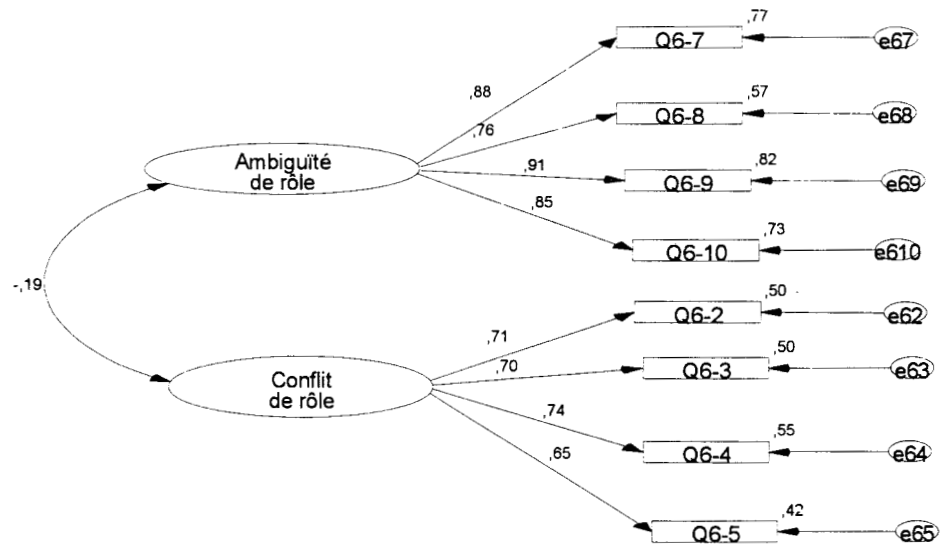 ,77
Q6-7
e67
,88
,57
Q6-8
e68
,76
Ambiguïté
de rôle
,82
,91
Q6-9
e69
,85
,73
Q6-10
e610
-,19
,50
Q6-2
e62
,71
,50
,70
Q6-3
e63
Conflit
de rôle
,74
,55
Q6-4
e64
,65
,42
Q6-5
e65